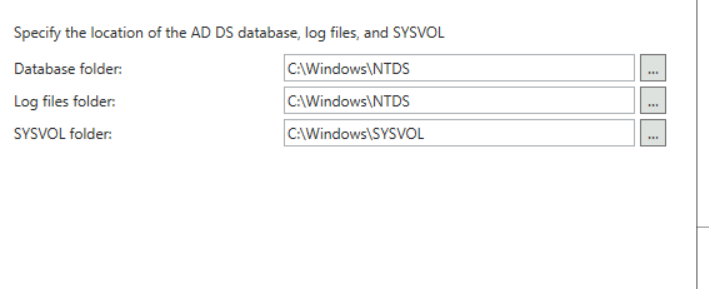 Specify the location of the AD DS database, log files, and SYSVOL
Database folder: C:\Windows\NTDS ...
Log files folder: C:\Windows\NTDS ...
SYSVOL folder: C:\Windows\SYSVOL ...